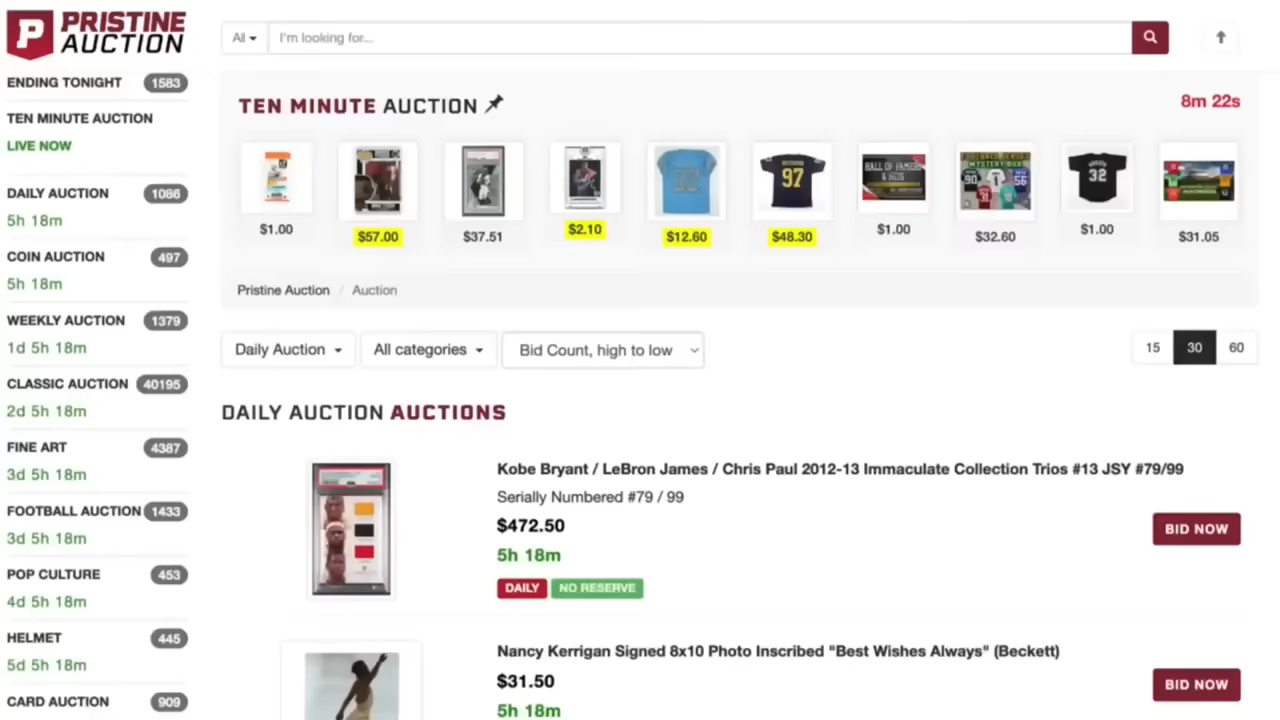 PRISTINE
AUCTION
All
I'm looking for...
ENDING TONIGHT 1583
TEN MINUTE AUCTION
LIVE NOW
DAILY AUCTION 1086
5h 18m
COIN AUCTION 497
5h 18m
WEEKLY AUCTION 1379
1d 5h 18m
CLASSIC AUCTION 40195
2d 5h 18m
FINE ART 4387
3d 5h 18m
FOOTBALL AUCTION 1433
3d 5h 18m
POP CULTURE 453
4d 5h 18m
HELMET 445
5d 5h 18m
CARD AUCTION 909
TEN MINUTE AUCTION
8m 22s
97
32
HALL OF FAMERS
$1.00 $57.00 $37.51 $2.10 $12.60 $48.30 $1.00 $32.60 $1.00 $31.05
Pristine Auction / Auction
Daily Auction All categories Bid Count, high to low
15 30 60
DAILY AUCTION AUCTIONS
Kobe Bryant / LeBron James / Chris Paul 2012-13 Immaculate Collection Trios #13 JSY #79/99
Serially Numbered #79 / 99
$472.50
5h 18m
DAILY NO RESERVE
BID NOW
Nancy Kerrigan Signed 8x10 Photo Inscribed "Best Wishes Always" (Beckett)
$31.50
5h 18m
BID NOW